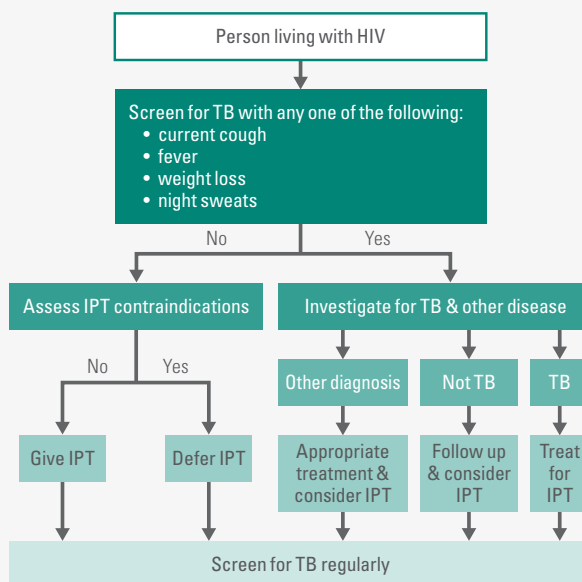 Person living with HIV
Screen for TB with any one of the following:
• current cough
• fever
• weight loss
• night sweats
No
Yes
Assess IPT contraindications
Investigate for TB & other disease
No
Yes
Other diagnosis
Not TB
TB
Give IPT
Defer IPT
Appropriate
treatment &
consider IPT
Follow up
& consider
IPT
Treat
for
IPT
Screen for TB regularly